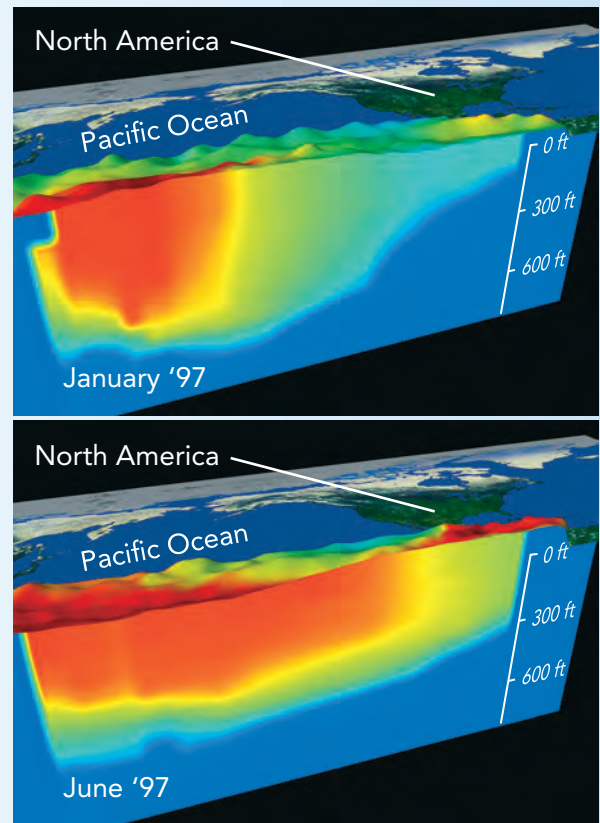 North America
Pacific Ocean
0 ft
300 ft
600 ft
January ‘97
North America
Pacific Ocean
0 ft
300 ft
600 ft
June ‘97